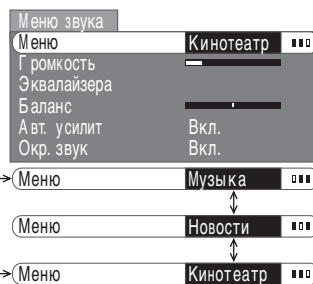 Меню звука
Меню Кинотеатр
Громкость
Эквалайзера
Баланс
Авт. усилит Вкл.
Окр. звук Вкл.
Меню Музыка
Меню Новости
Меню Кинотеатр